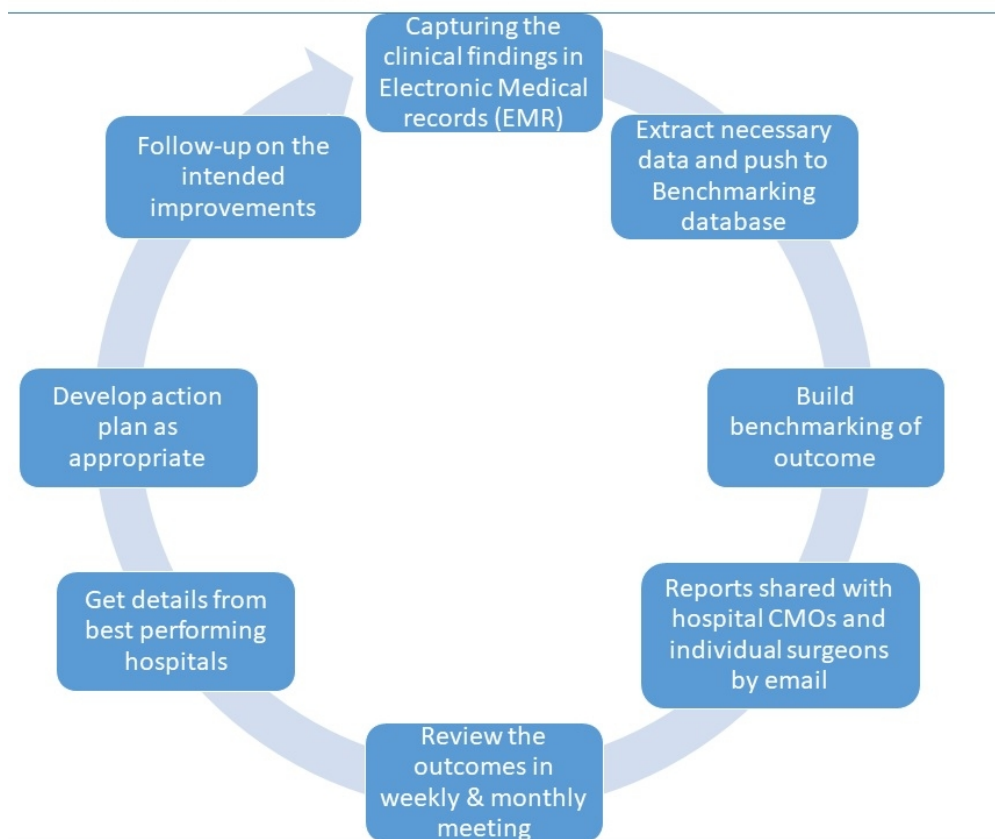 Capturing the
clinical findings in
Electronic Medical
records (EMR)
Extract necessary
data and push to
Benchmarking
database
Build
benchmarking of
outcome
Reports shared with
hospital CMOs and
individual surgeons
by email
Review the
outcomes in
weekly & monthly
meeting
Get details from
best performing
hospitals
Develop action
plan as
appropriate
Follow-up on the
intended
improvements